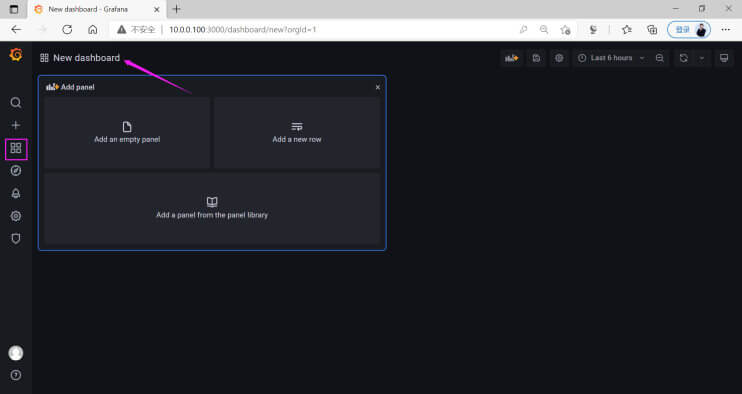 New dashboard - Grafana
不安全
10.0.0.100:3000/dashboard/new?orgId=1
登录
New dashboard
Last 6 hours
Add panel
Add an empty panel
Add a new row
Add a panel from the panel library